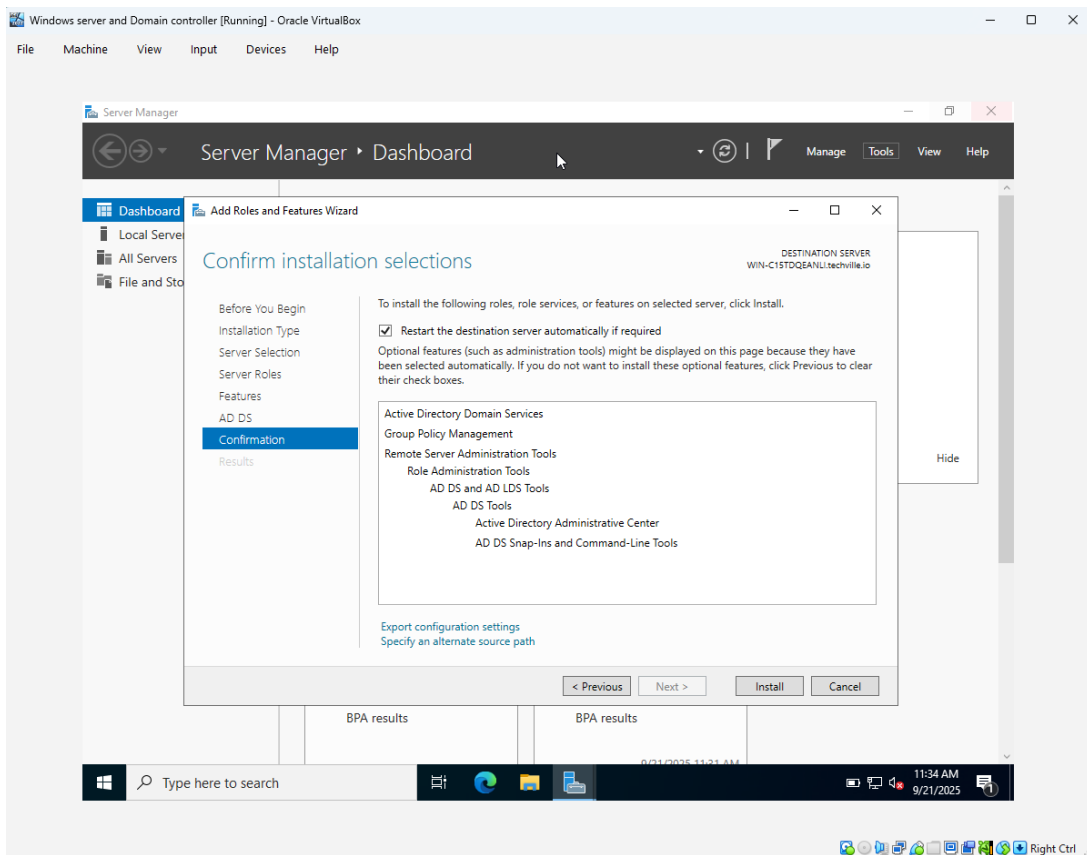 Windows server and Domain controller [Running] - Oracle VirtualBox
File Machine View Input Devices Help
Server Manager
Server Manager ‣ Dashboard
Manage Tools View Help
Dashboard
Local Server
All Servers
File and Sto
Add Roles and Features Wizard
Confirm installation selections
DESTINATION SERVER
WIN-C15TDQEANLI.techville.io
Before You Begin
Installation Type
Server Selection
Server Roles
Features
AD DS
Confirmation
Results
To install the following roles, role services, or features on selected server, click Install.
Restart the destination server automatically if required
Optional features (such as administration tools) might be displayed on this page because they have
been selected automatically. If you do not want to install these optional features, click Previous to clear
their check boxes.
Active Directory Domain Services
Group Policy Management
Remote Server Administration Tools
Role Administration Tools
AD DS and AD LDS Tools
AD DS Tools
Active Directory Administrative Center
AD DS Snap-Ins and Command-Line Tools
Export configuration settings
Specify an alternate source path
< Previous Next > Install Cancel
Hide
BPA results BPA results
9/21/2025 11:31 AM
Type here to search
11:34 AM
9/21/2025
1
Right Ctrl